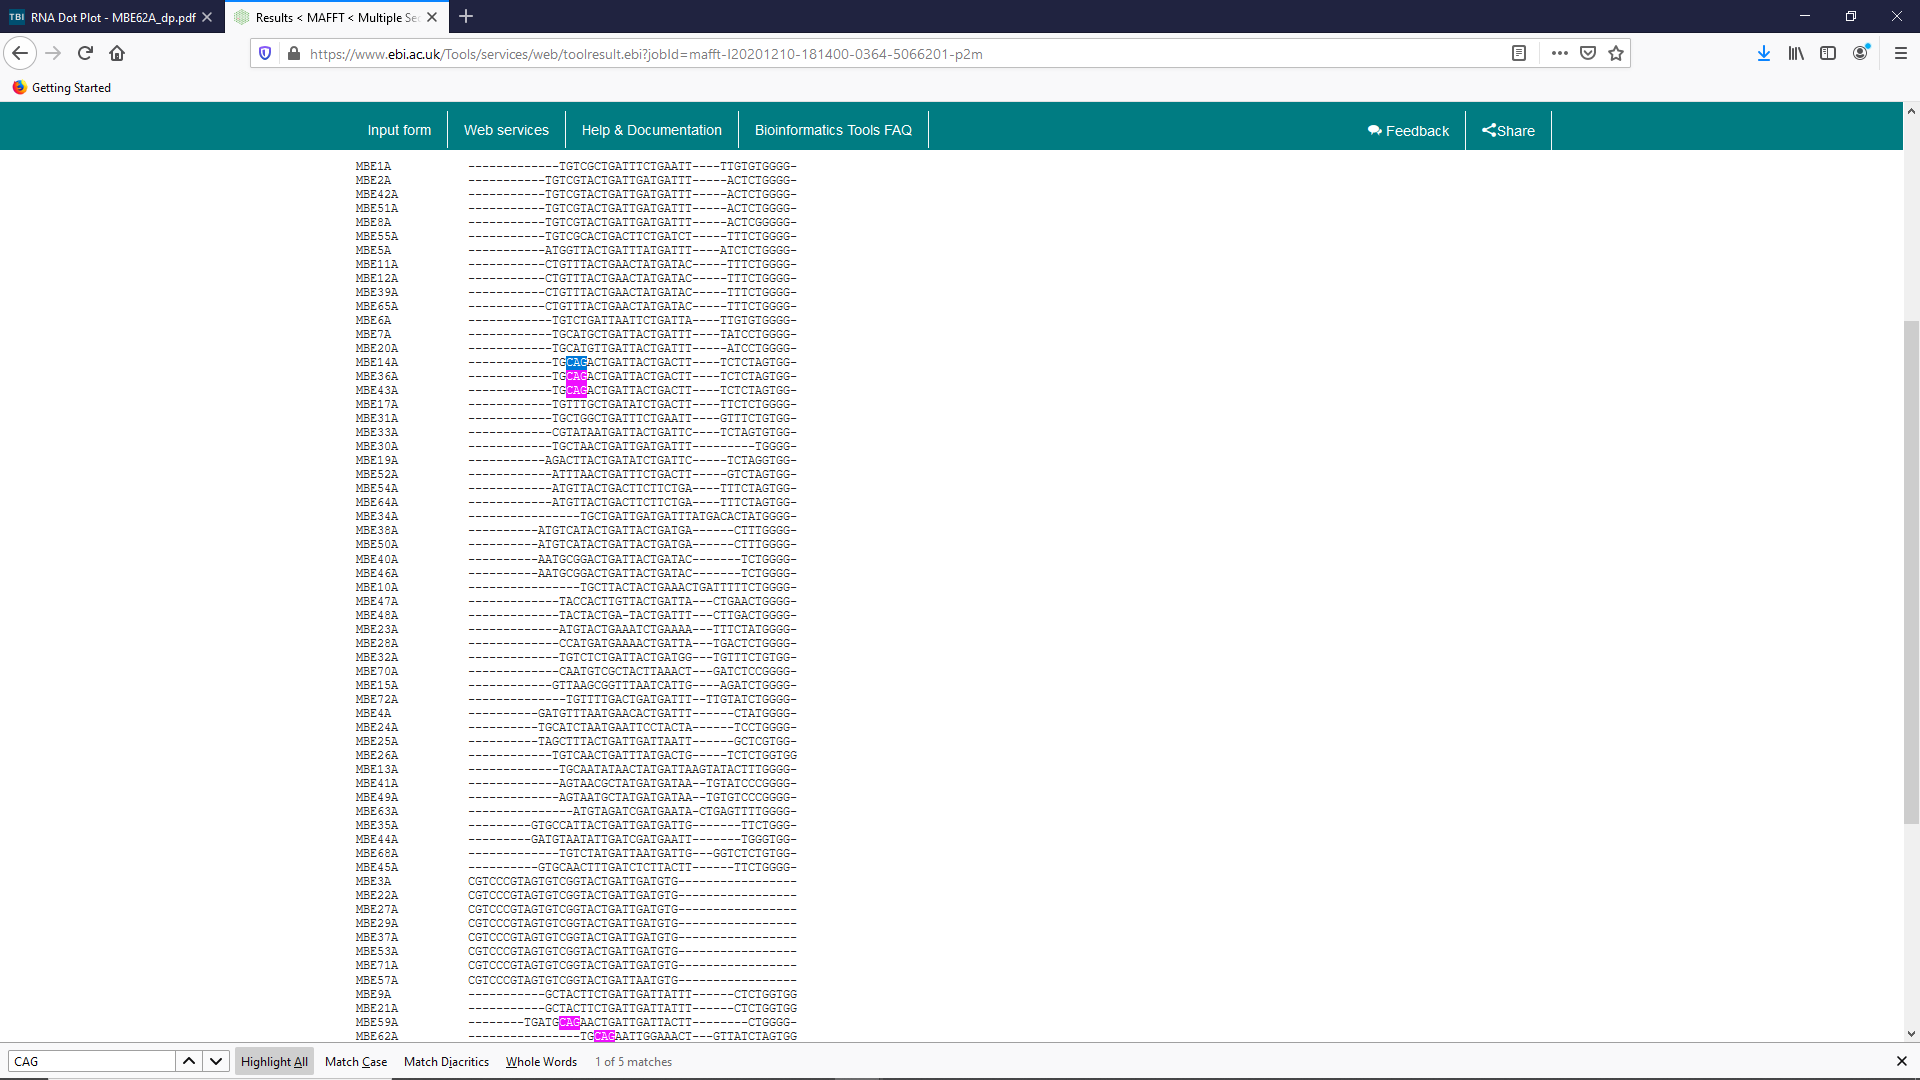 RNA Dot Plot - MBE62A_dp.pdf
Results < MAFFT < Multiple Se
https://www.ebi.ac.uk/Tools/services/web/toolresult.ebi?jobId=mafft-I20201210-181400-0364-5066201-p2m
Getting Started
Input form Web services Help & Documentation Bioinformatics Tools FAQ Feedback Share
MBE1A -------------TGTCGCTGATTTCTGAATT----TTGTGTGGGG-
MBE2A -----------TGTCGTACTGATTGATGATTT-----ACTCTGGGG-
MBE42A -----------TGTCGTACTGATTGATGATTT-----ACTCTGGGG-
MBE51A -----------TGTCGTACTGATTGATGATTT-----ACTCTGGGG-
MBE8A -----------TGTCGTACTGATTGATGATTT-----ACTCGGGGG-
MBE55A -----------TGTCGCACTGACTTCTGATCT-----TTTCTGGGG-
MBE5A -----------ATGGTTACTGATTTATGATTT----ATCTCTGGGG-
MBE11A -----------CTGTTTACTGAACTATGATAC-----TTTCTGGGG-
MBE12A -----------CTGTTTACTGAACTATGATAC-----TTTCTGGGG-
MBE39A -----------CTGTTTACTGAACTATGATAC-----TTTCTGGGG-
MBE65A -----------CTGTTTACTGAACTATGATAC-----TTTCTGGGG-
MBE6A ------------TGTCTGATTAATTCTGATTA----TTGTGTGGGG-
MBE7A ------------TGCATGCTGATTACTGATTT----TATCCTGGGG-
MBE20A ------------TGCATGTTGATTACTGATTT-----ATCCTGGGG-
MBE14A ------------TGCAGACTGATTACTGACTT----TCTCTAGTGG-
MBE36A ------------TGCAGACTGATTACTGACTT----TCTCTAGTGG-
MBE43A ------------TGCAGACTGATTACTGACTT----TCTCTAGTGG-
MBE17A ------------TGTTTGCTGATATCTGACTT----TTCTCTGGGG-
MBE31A ------------TGCTGGCTGATTTCTGAATT----GTTTCTGTGG-
MBE33A ------------CGTATAATGATTACTGATTC----TCTAGTGTGG-
MBE30A ------------TGCTAACTGATTGATGATTT---------TGGGG-
MBE19A -----------AGACTTACTGATATCTGATTC-----TCTAGGTGG-
MBE52A ------------ATTTAACTGATTTCTGACTT-----GTCTAGTGG-
MBE54A ------------ATGTTACTGACTTCTTCTGA----TTTCTAGTGG-
MBE64A ------------ATGTTACTGACTTCTTCTGA----TTTCTAGTGG-
MBE34A ----------------TGCTGATTGATGATTTATGACACTATGGGG-
MBE38A ----------ATGTCATACTGATTACTGATGA------CTTTGGGG-
MBE50A ----------ATGTCATACTGATTACTGATGA------CTTTGGGG-
MBE40A ----------AATGCGGACTGATTACTGATAC-------TCTGGGG-
MBE46A ----------AATGCGGACTGATTACTGATAC-------TCTGGGG-
MBE10A ----------------TGCTTACTACTGAAACTGATTTTTCTGGGG-
MBE47A -------------TACCACTTGTTACTGATTA---CTGAACTGGGG-
MBE48A -------------TACTACTGA-TACTGATTT---CTTGACTGGGG-
MBE23A -------------ATGTACTGAAATCTGAAAA---TTTCTATGGGG-
MBE28A -------------CCATGATGAAAACTGATTA---TGACTCTGGGG-
MBE32A -------------TGTCTCTGATTACTGATGG---TGTTTCTGTGG-
MBE70A -------------CAATGTCGCTACTTAAACT---GATCTCCGGGG-
MBE15A ------------GTTAAGCGGTTTAATCATTG----AGATCTGGGG-
MBE72A --------------TGTTTTGACTGATGATTT--TTGTATCTGGGG-
MBE4A ----------GATGTTTAATGAACACTGATTT------CTATGGGG-
MBE24A ----------TGCATCTAATGAATTCCTACTA------TCCTGGGG-
MBE25A ----------TAGCTTTACTGATTGATTAATT------GCTCGTGG-
MBE26A ------------TGTCAACTGATTTATGACTG-----TCTCTGGTGG
MBE13A -------------TGCAATATAACTATGATTAAGTATACTTTGGGG-
MBE41A -------------AGTAACGCTATGATGATAA--TGTATCCCGGGG-
MBE49A -------------AGTAATGCTATGATGATAA--TGTGTCCCGGGG-
MBE63A ---------------ATGTAGATCGATGAATA-CTGAGTTTTGGGG-
MBE35A ---------GTGCCATTACTGATTGATGATTG-------TTCTGGG-
MBE44A ---------GATGTAATATTGATCGATGAATT-------TGGGTGG-
MBE68A -------------TGTCTATGATTAATGATTG---GGTCTCTGTGG-
MBE45A ----------GTGCAACTTTGATCTCTTACTT------TTCTGGGG-
MBE3A CGTCCCGTAGTGTCGGTACTGATTGATGTG-----------------
MBE22A CGTCCCGTAGTGTCGGTACTGATTGATGTG-----------------
MBE27A CGTCCCGTAGTGTCGGTACTGATTGATGTG-----------------
MBE29A CGTCCCGTAGTGTCGGTACTGATTGATGTG-----------------
MBE37A CGTCCCGTAGTGTCGGTACTGATTGATGTG-----------------
MBE53A CGTCCCGTAGTGTCGGTACTGATTGATGTG-----------------
MBE71A CGTCCCGTAGTGTCGGTACTGATTGATGTG-----------------
MBE57A CGTCCCGTAGTGTCGGTACTGATTAATGTG-----------------
MBE9A -----------GCTACTTCTGATTGATTATTT------CTCTGGTGG
MBE21A -----------GCTACTTCTGATTGATTATTT------CTCTGGTGG
MBE59A --------TGATGCAGAACTGATTGATTACTT--------CTGGGG-
MBE62A ----------------TGCAGAATTGGAAACT---GTTATCTAGTGG
CAG Highlight All Match Case Match Diacritics Whole Words 1 of 5 matches